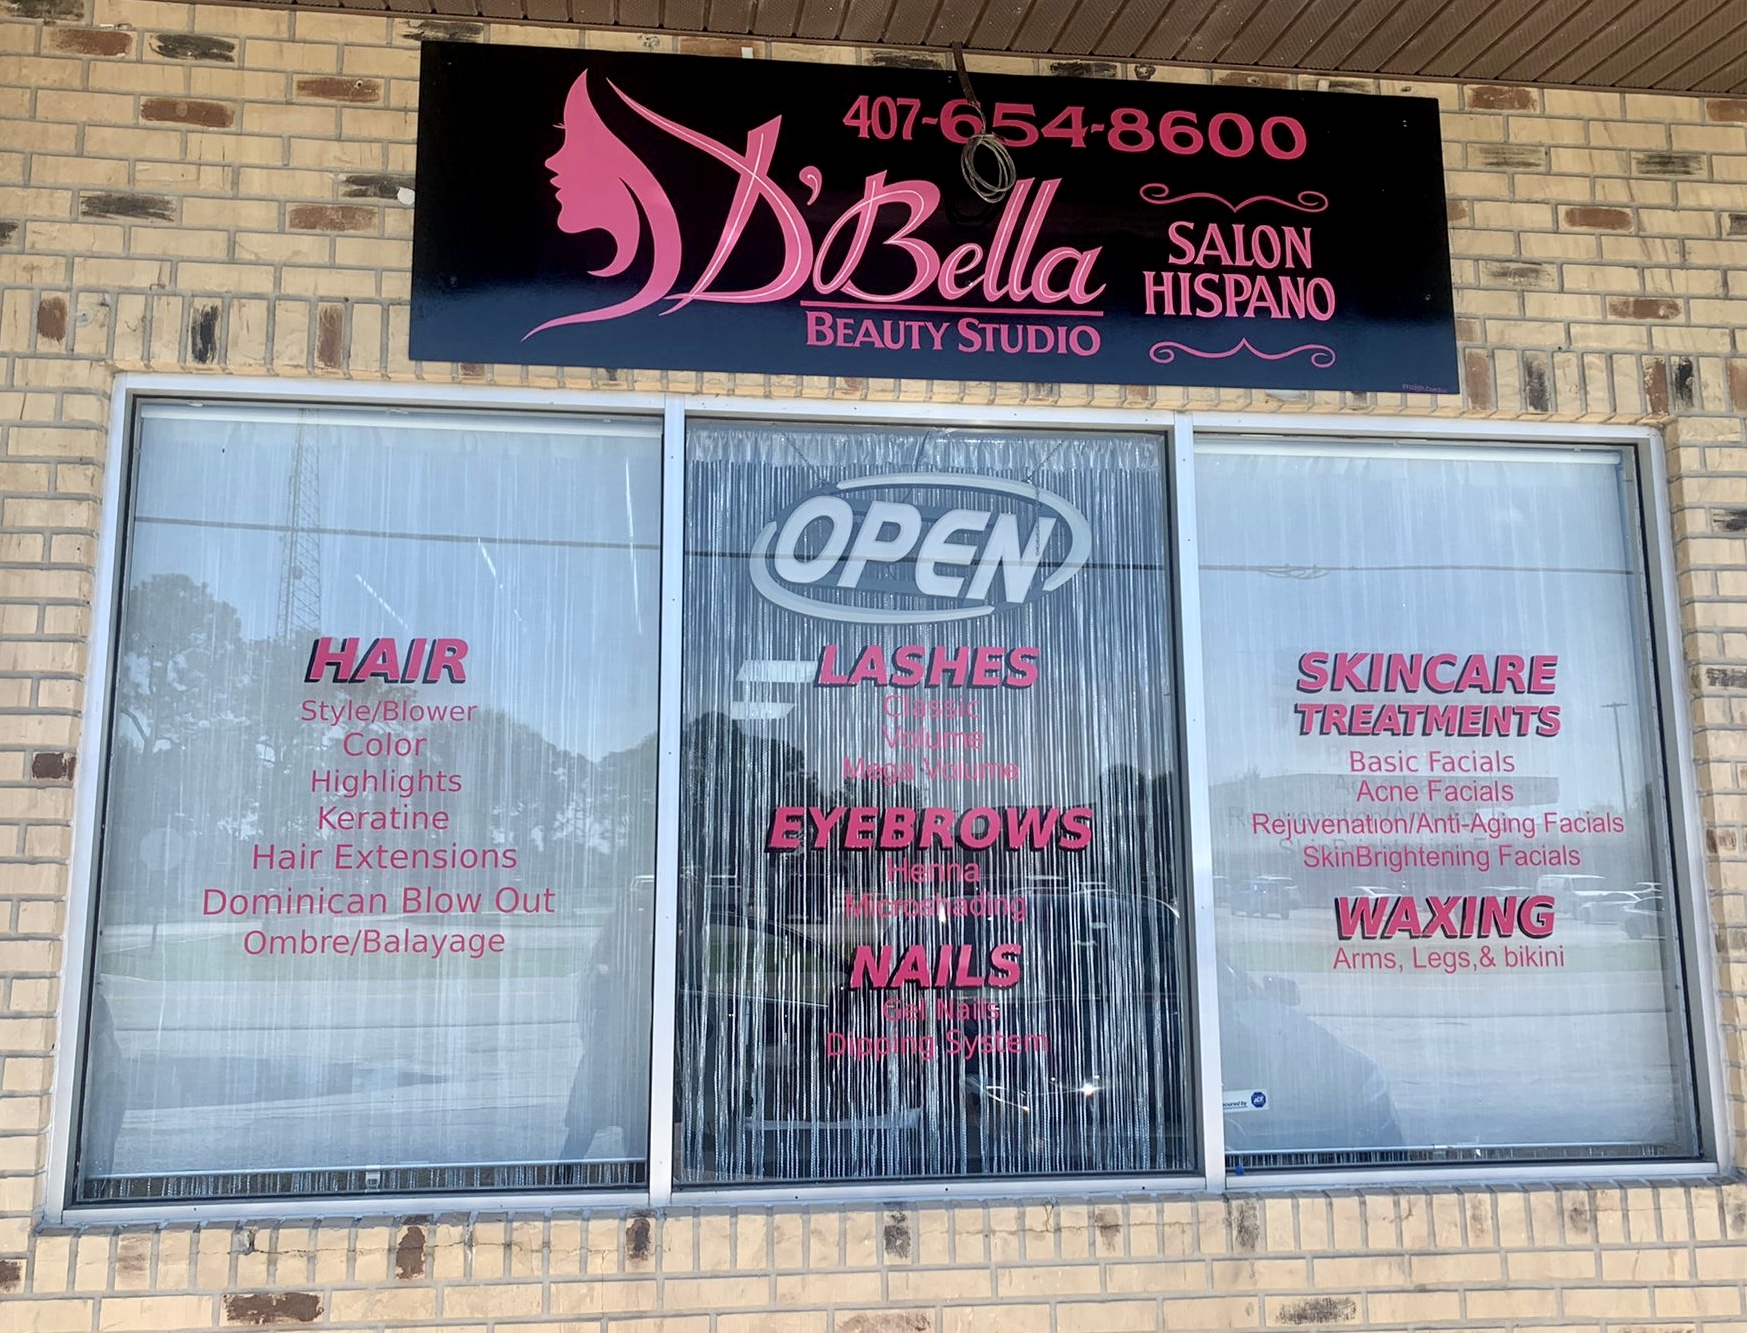 407-654-8600
D'Bella
BEAUTY STUDIO
SALON
HISPANO
OPEN
HAIR
Style/Blower
Color
Highlights
Keratine
Hair Extensions
Dominican Blow Out
Ombre/Balayage
LASHES
Classic
Volume
Mega Volume
EYEBROWS
Henna
Microshading
NAILS
Gel Nails
Dipping System
SKINCARE
TREATMENTS
Basic Facials
Acne Facials
Rejuvenation/Anti-Aging Facials
SkinBrightening Facials
WAXING
Arms, Legs,& bikini
ADT